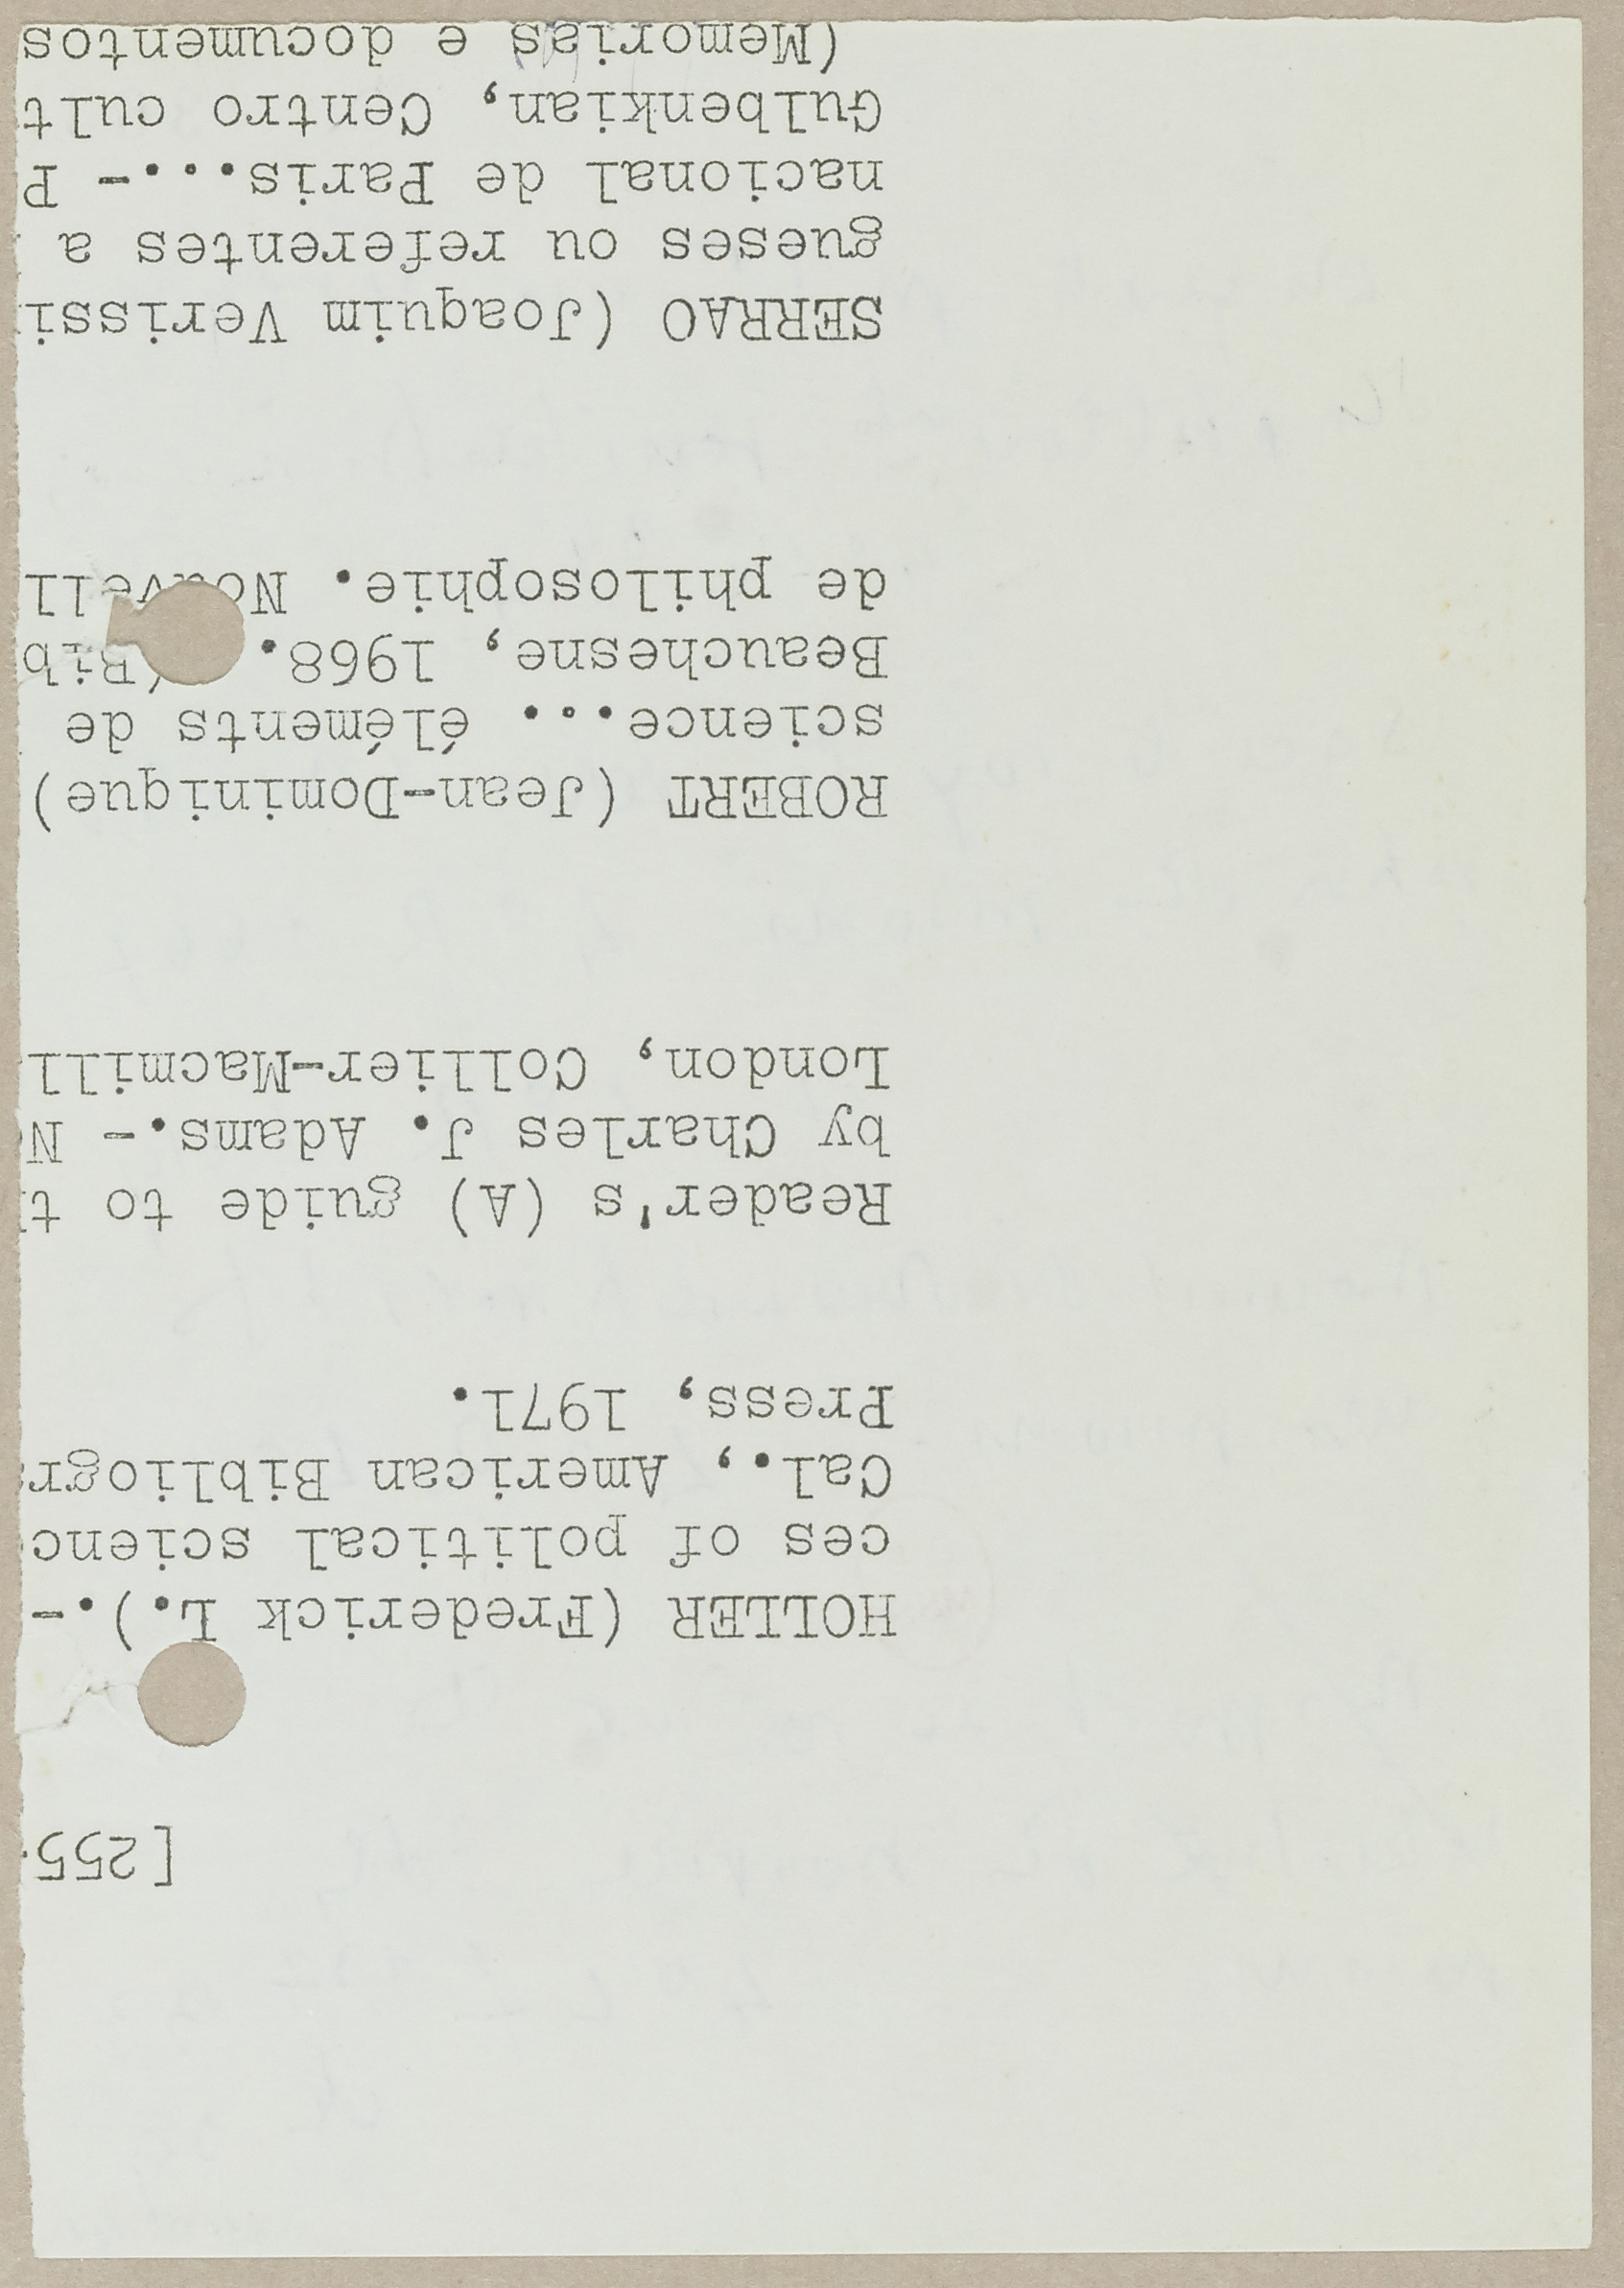 [255
HOLLER (Frederick L.).-
ces of political scienc
Cal., American Bibliogr
Press, 1971.
Reader's (A) guide to t
by Charles J. Adams.- N
London, Collier-Macmill
ROBERT (Jean-Dominique)
science... éléments de
Beauchesne, 1968. (Bib
de philosophie. Nouvell
SERRAO (Joaquim Verissi
gueses ou referentes a
nacional de Paris...- P
Gulbenkian, Centro cult
(Memorias e documentos